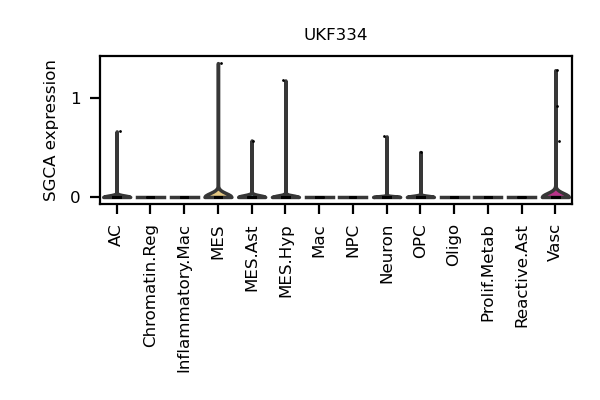 UKF334
SGCA expression
1
0
AC
Chromatin.Reg
Inflammatory.Mac
MES
MES.Ast
MES.Hyp
Mac
NPC
Neuron
OPC
Oligo
Prolif.Metab
Reactive.Ast
Vasc